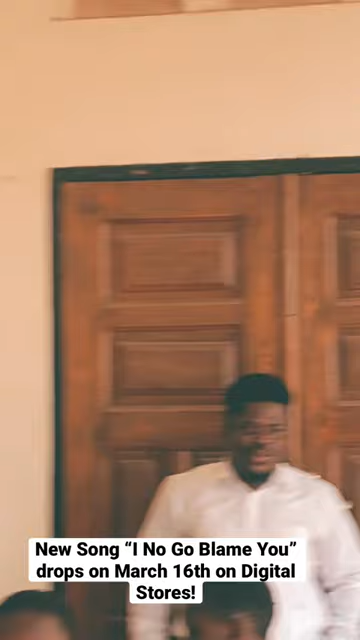 New Song “I No Go Blame You”
drops on March 16th on Digital
Stores!